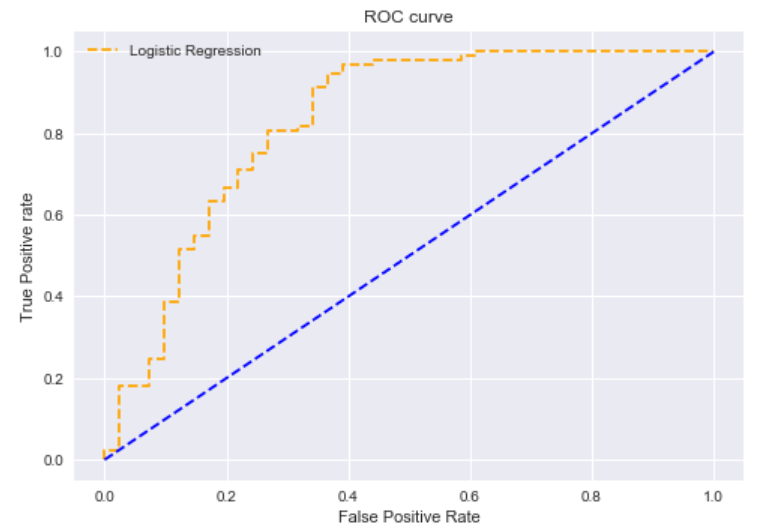 ROC curve
Logistic Regression
True Positive rate
1.0
0.8
0.6
0.4
0.2
0.0
0.0 0.2 0.4 0.6 0.8 1.0
False Positive Rate